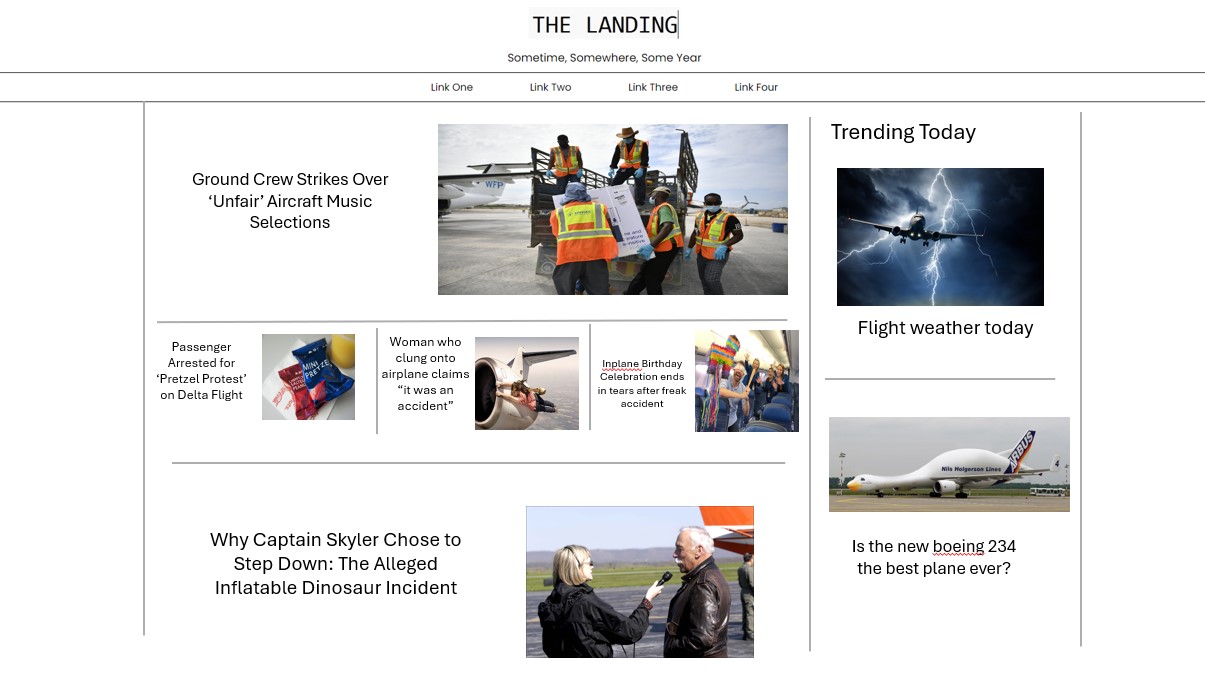 THE LANDING
Sometime, Somewhere, Some Year
Link One
Link Two
Link Three
Link Four
Ground Crew Strikes Over
‘Unfair’ Aircraft Music
Selections
WFP
Passenger
Arrested for
‘Pretzel Protest’
on Delta Flight
MINI
PRETZE
Woman who
clung onto
airplane claims
“it was an
accident”
Inplane Birthday
Celebration ends
in tears after freak
accident
Why Captain Skyler Chose to
Step Down: The Alleged
Inflatable Dinosaur Incident
Trending Today
Flight weather today
Nils Holgerson Lines
AIRBUS
4
Is the new boeing 234
the best plane ever?